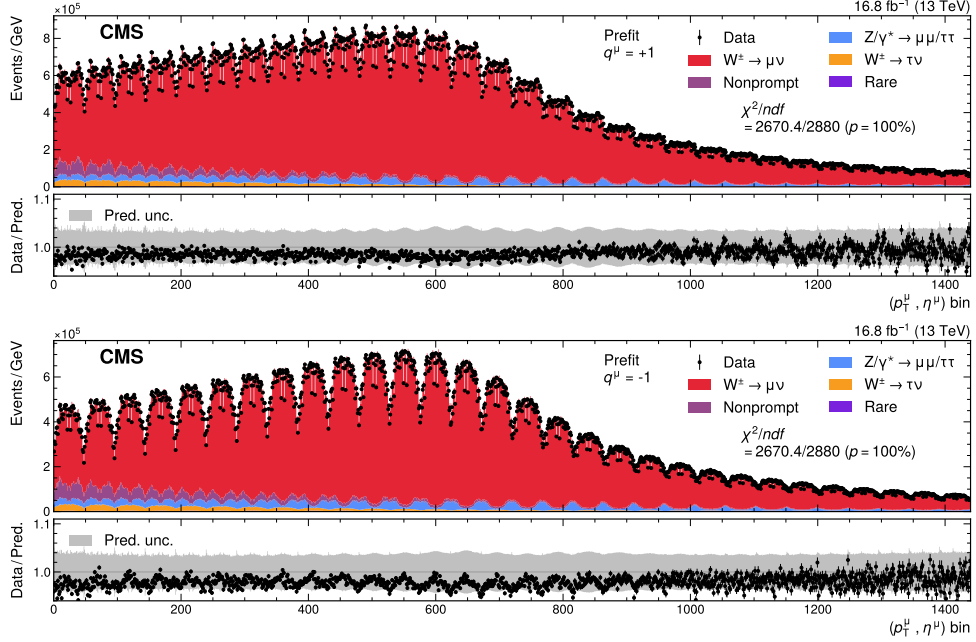 ×10⁵
16.8 fb⁻¹ (13 TeV)
CMS
Prefit
q^μ = +1
Data
W± → μν
Nonprompt
Z/γ* → μμ/ττ
W± → τν
Rare
χ²/ndf
= 2670.4/2880 (p = 100%)
Events/GeV
8
6
4
2
0
1.1
Pred. unc.
1.0
Data/Pred.
0 200 400 600 800 1000 1200 1400
(p_T^μ, η^μ) bin
×10⁵
16.8 fb⁻¹ (13 TeV)
CMS
Prefit
q^μ = -1
Data
W± → μν
Nonprompt
Z/γ* → μμ/ττ
W± → τν
Rare
χ²/ndf
= 2670.4/2880 (p = 100%)
Events/GeV
6
4
2
0
1.1
Pred. unc.
1.0
Data/Pred.
0 200 400 600 800 1000 1200 1400
(p_T^μ, η^μ) bin